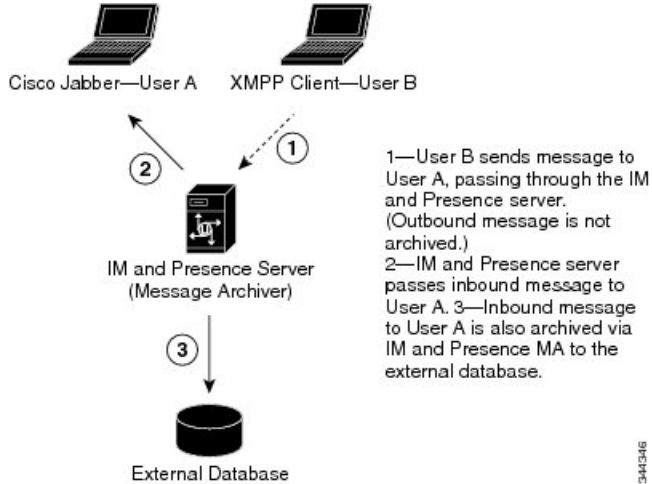 Cisco Jabber—User A
XMPP Client—User B
1
2
1—User B sends message to
User A, passing through the IM
and Presence server.
(Outbound message is not
archived.)
2—IM and Presence server
passes inbound message to
User A. 3—Inbound message
to User A is also archived via
IM and Presence MA to the
external database.
IM and Presence Server
(Message Archiver)
3
External Database
344346